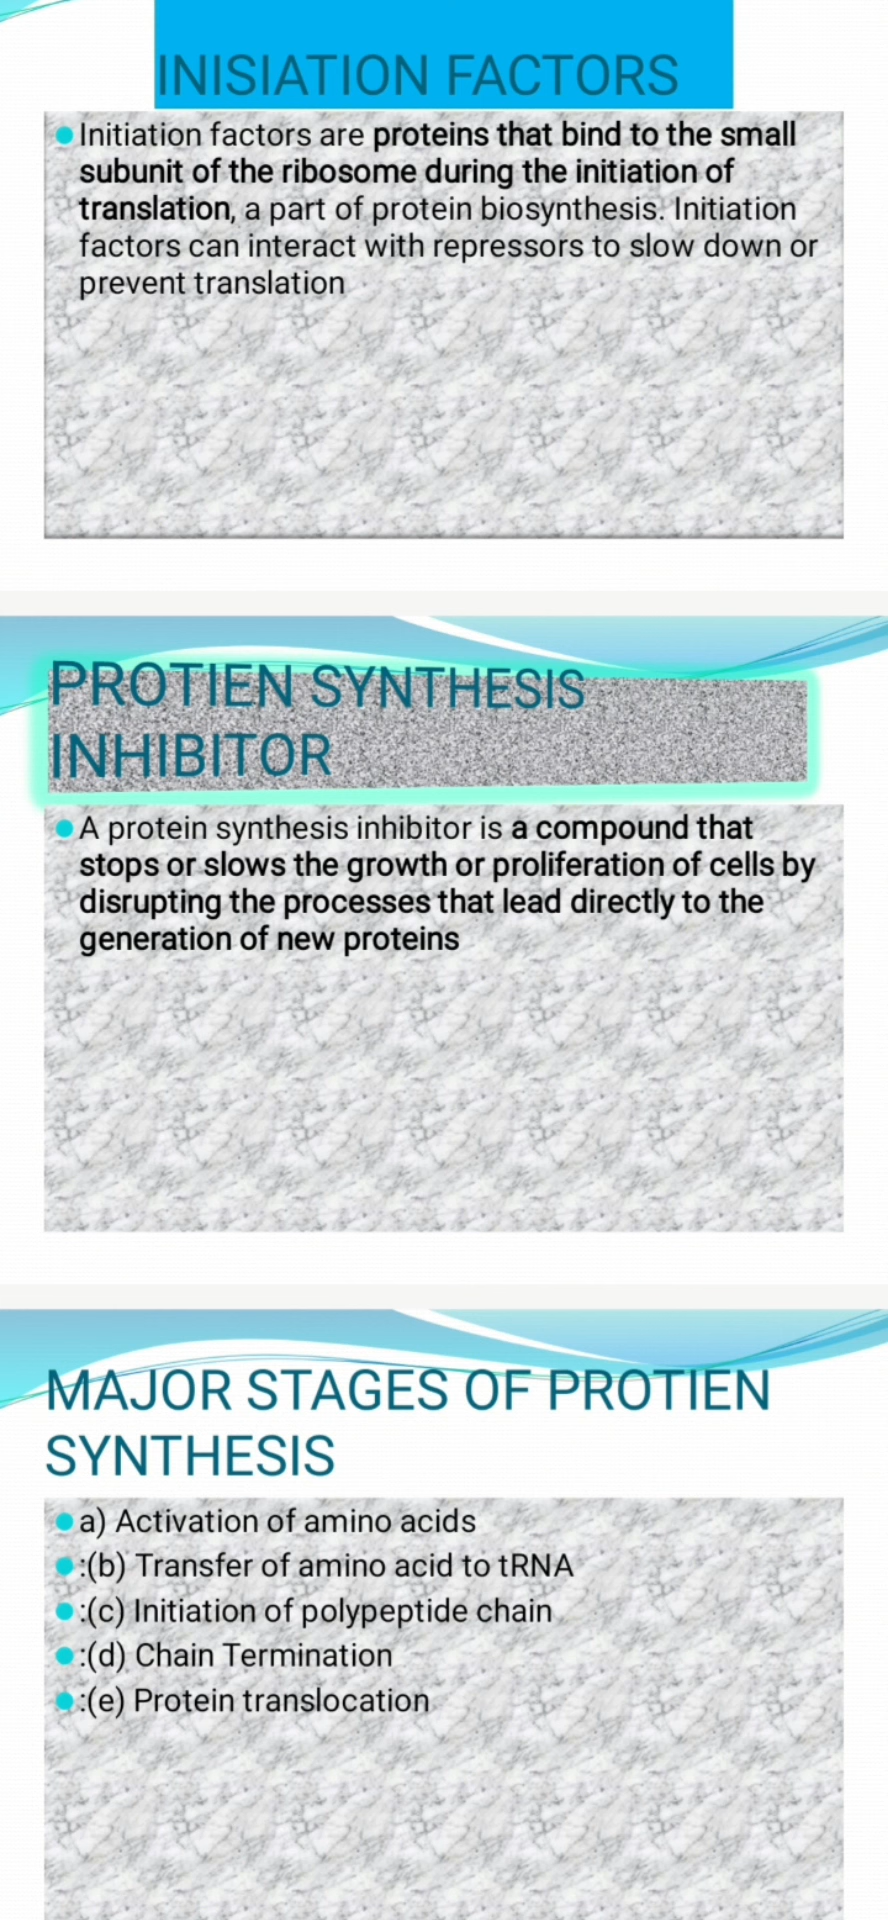 INISIATION FACTORS
Initiation factors are proteins that bind to the small
subunit of the ribosome during the initiation of
translation, a part of protein biosynthesis. Initiation
factors can interact with repressors to slow down or
prevent translation
PROTIEN SYNTHESIS
INHIBITOR
A protein synthesis inhibitor is a compound that
stops or slows the growth or proliferation of cells by
disrupting the processes that lead directly to the
generation of new proteins
MAJOR STAGES OF PROTIEN
SYNTHESIS
a) Activation of amino acids
:(b) Transfer of amino acid to tRNA
:(c) Initiation of polypeptide chain
:(d) Chain Termination
:(e) Protein translocation